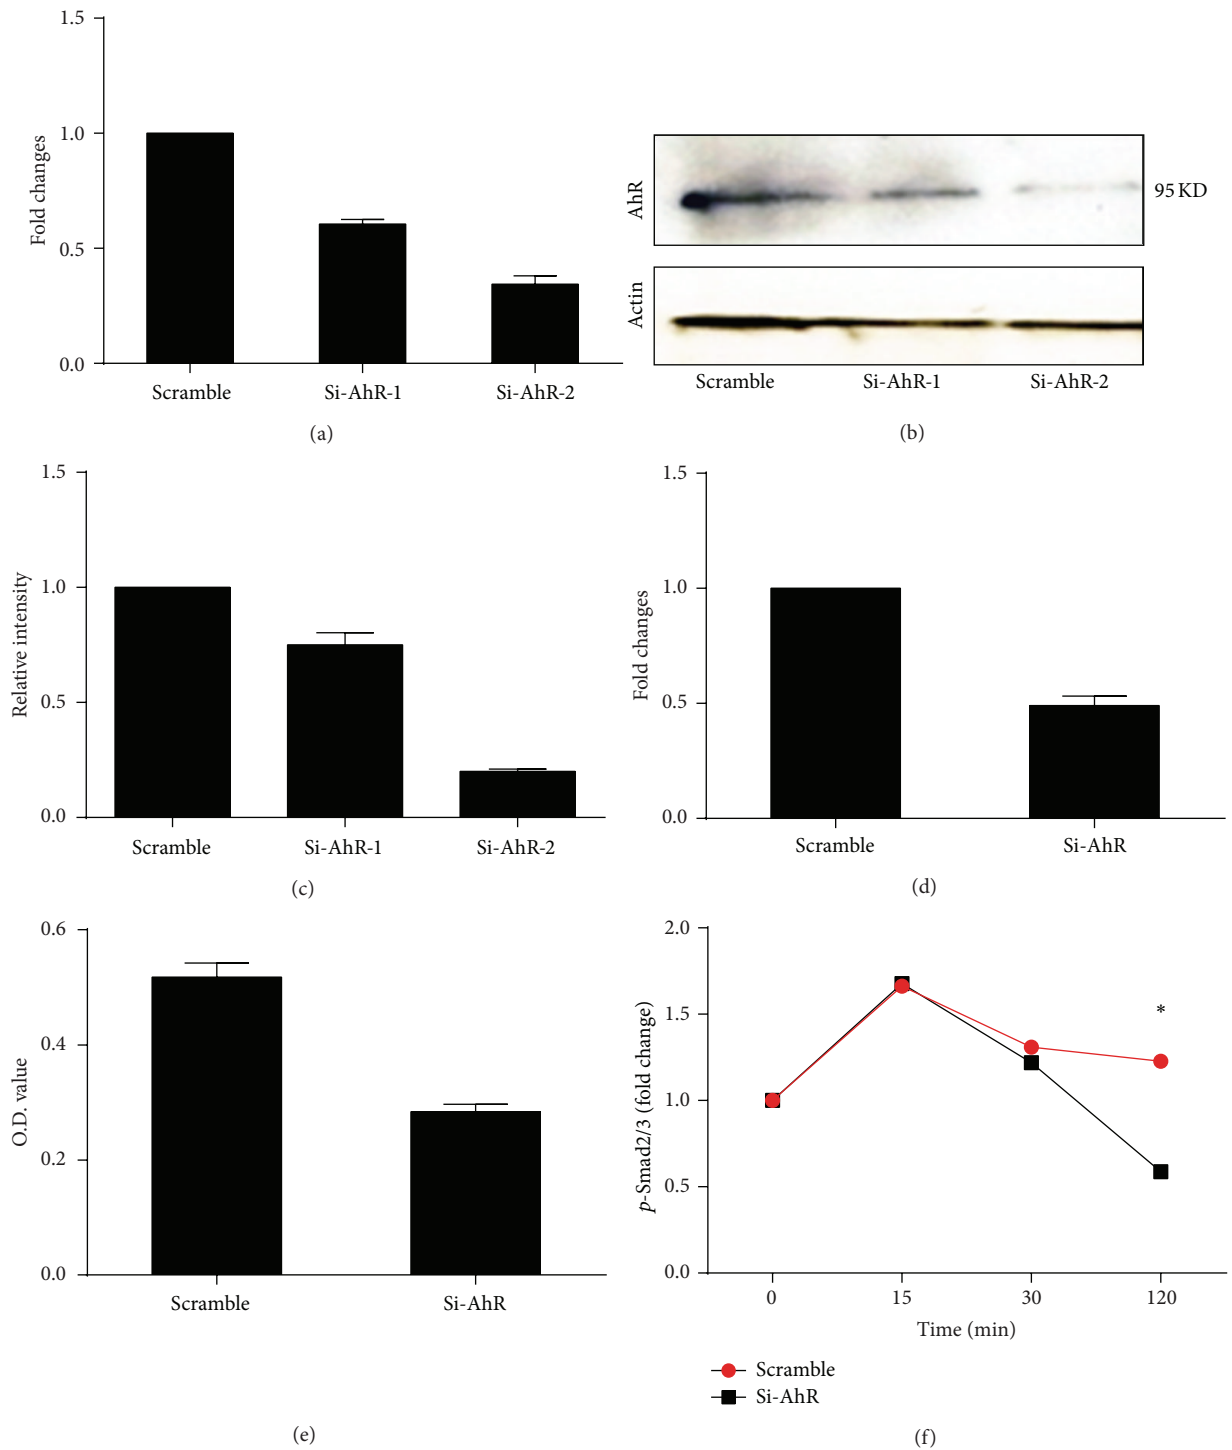 1.5
1.0
0.5
0.0
Fold changes
Scramble Si-AhR-1 Si-AhR-2
(a)
AhR
95 KD
Actin
Scramble Si-AhR-1 Si-AhR-2
(b)
1.5
1.0
0.5
0.0
Relative intensity
Scramble Si-AhR-1 Si-AhR-2
(c)
1.5
1.0
0.5
0.0
Fold changes
Scramble Si-AhR
(d)
0.6
0.4
0.2
0.0
O.D. value
Scramble Si-AhR
(e)
2.0
1.5
1.0
0.5
0.0
p-Smad2/3 (fold change)
*
0 15 30 120
Time (min)
Scramble
Si-AhR
(f)